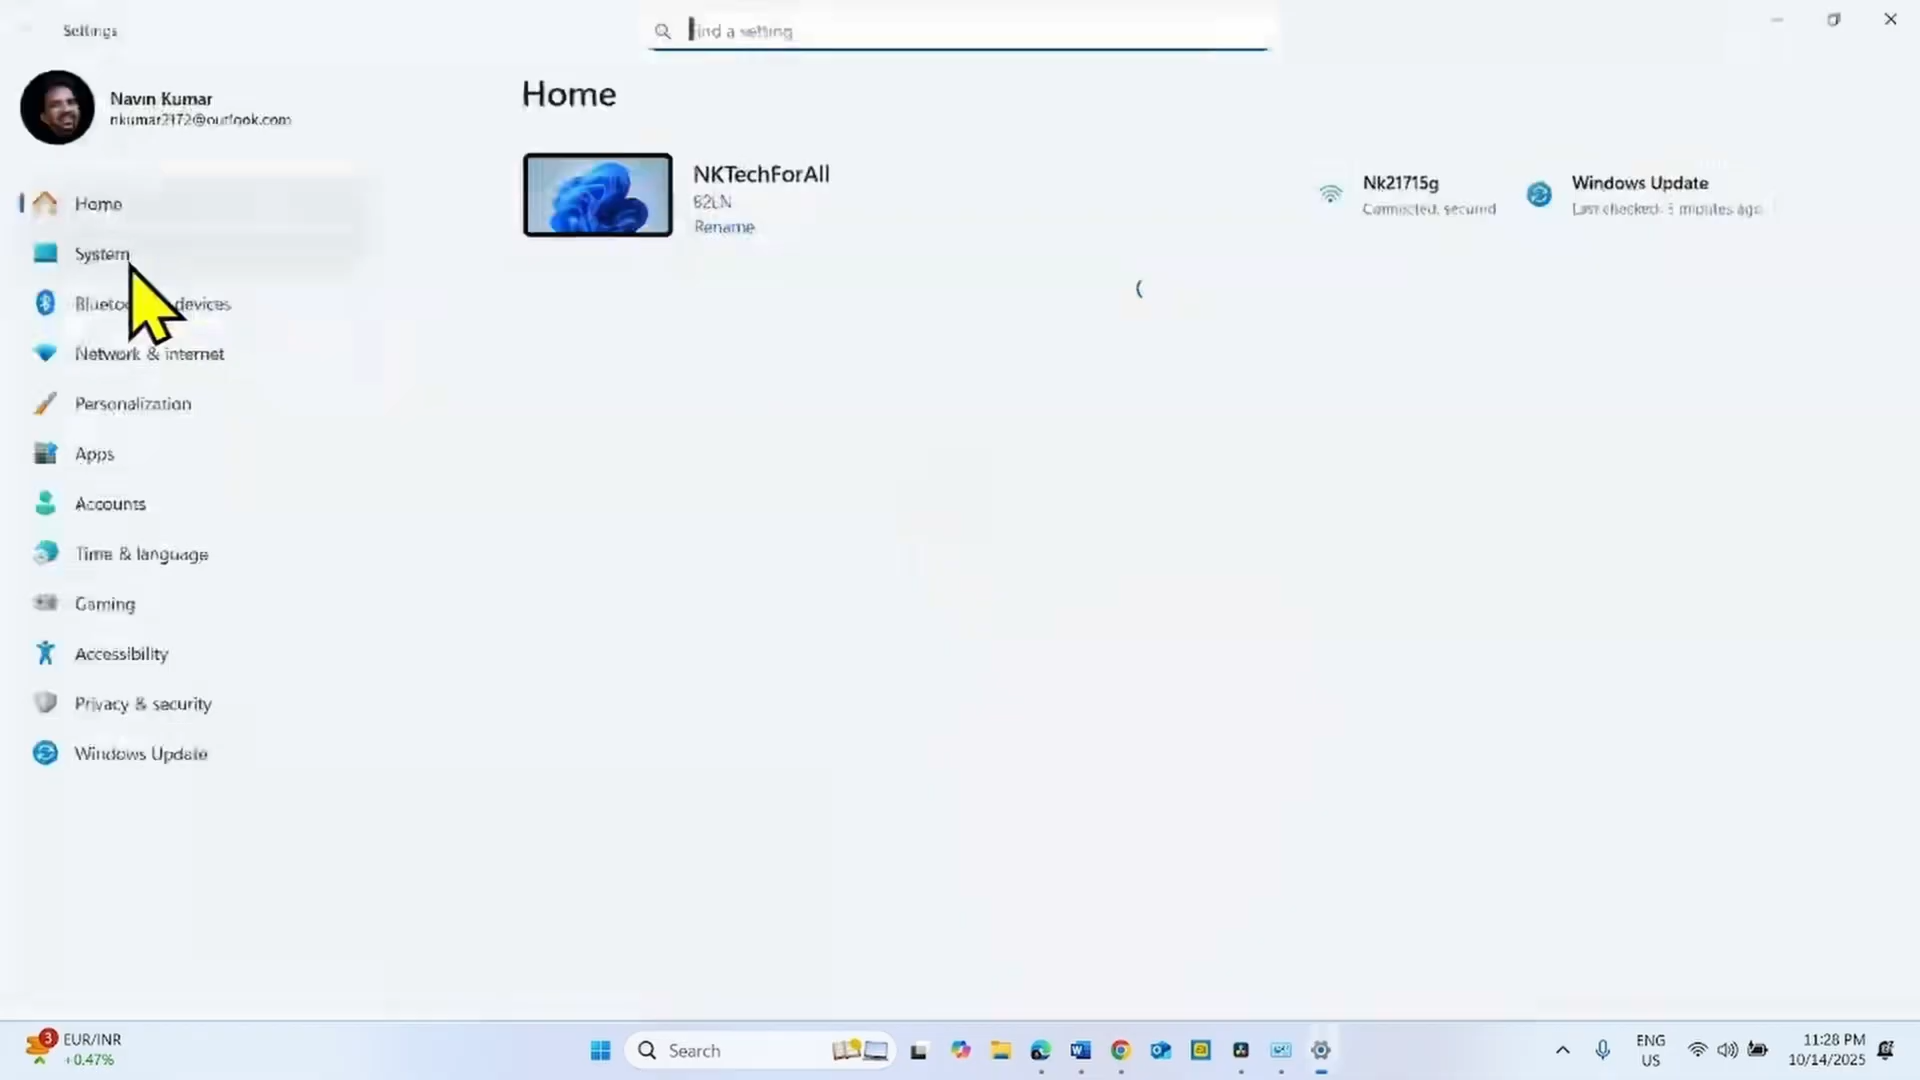 Settings
Find a setting
Navin Kumar
nkumar2172@outlook.com
Home
System
Bluetooth & devices
Network & internet
Personalization
Apps
Accounts
Time & language
Gaming
Accessibility
Privacy & security
Windows Update
Home
NKTechForAll
82LN
Rename
Nk21715g
Connected, secured
Windows Update
Last checked: 3 minutes ago
3
EUR/INR
+0.47%
Search
ENG
US
11:28 PM
10/14/2025